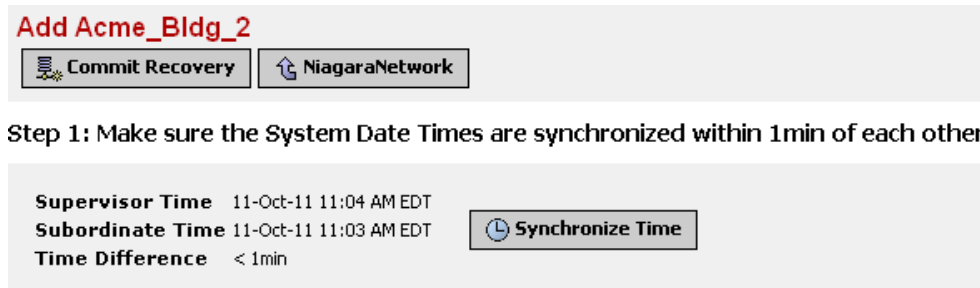 Add Acme_Bldg_2
Commit Recovery NiagaraNetwork
Step 1: Make sure the System Date Times are synchronized within 1min of each other
Supervisor Time 11-Oct-11 11:04 AM EDT
Subordinate Time 11-Oct-11 11:03 AM EDT
Synchronize Time
Time Difference < 1min